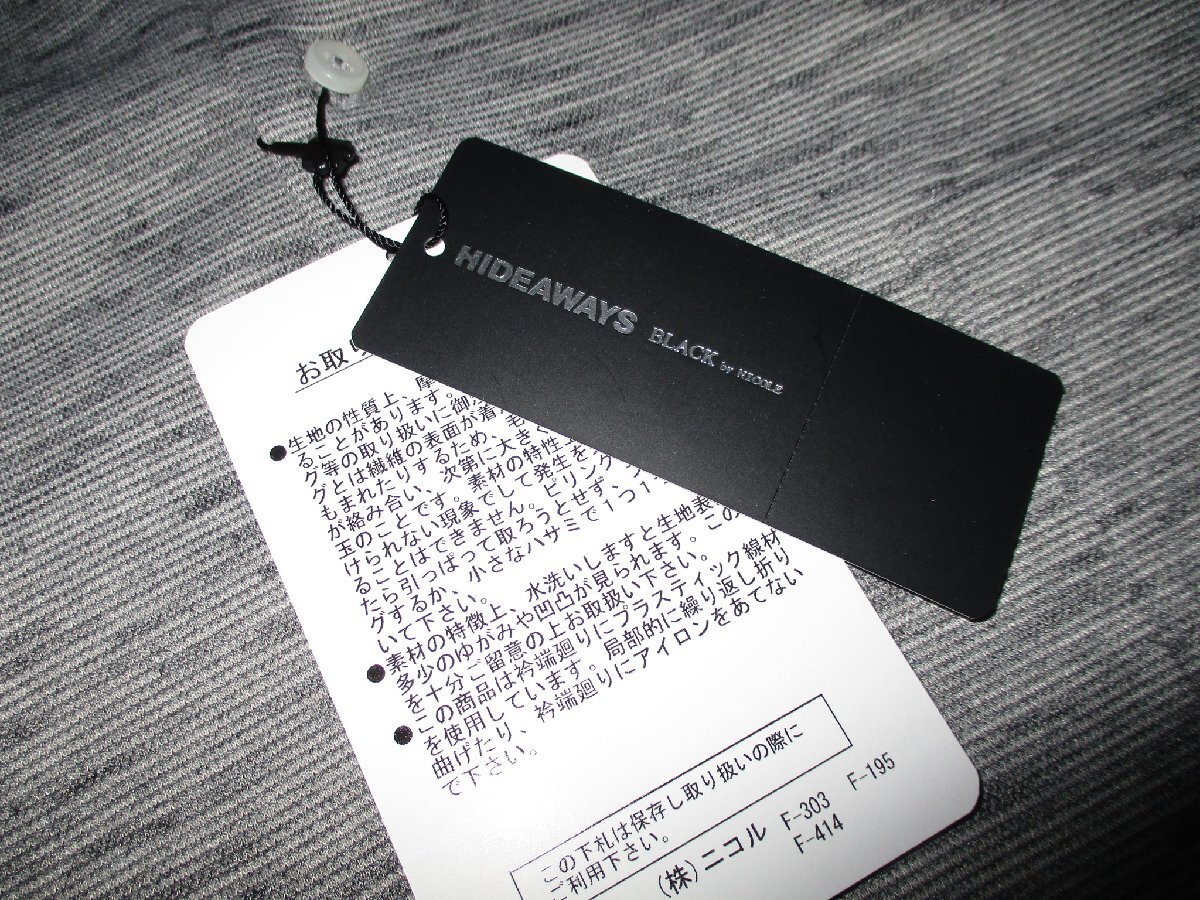 HIDEAWAYS BLACK by NICOLE
お取り
●生地の性質上、摩
ることがあります。
グ等の取り扱いに御
グとは繊維の表面が着
もまれたりするため、毛
が絡み合い、次第に大きく
玉のことです。素材の特性
けられない現象でして発生を
ることはできません。ピリング
たら引っぱって取ろうとせず、
グするか、小さなハサミで1つ1
いて下さい。
●素材の特徴上、水洗いしますと生地表
多少のゆがみや凹凸が見られます。この
を十分ご留意の上お取扱い下さい。
●この商品は衿端廻りにプラスティック線材
を使用しています。局部的に繰り返し折り
曲げたり、衿端廻りにアイロンをあてない
で下さい。
この下札は保存し取り扱いの際に
ご利用下さい。
(株)ニコル F-303 F-195
F-414